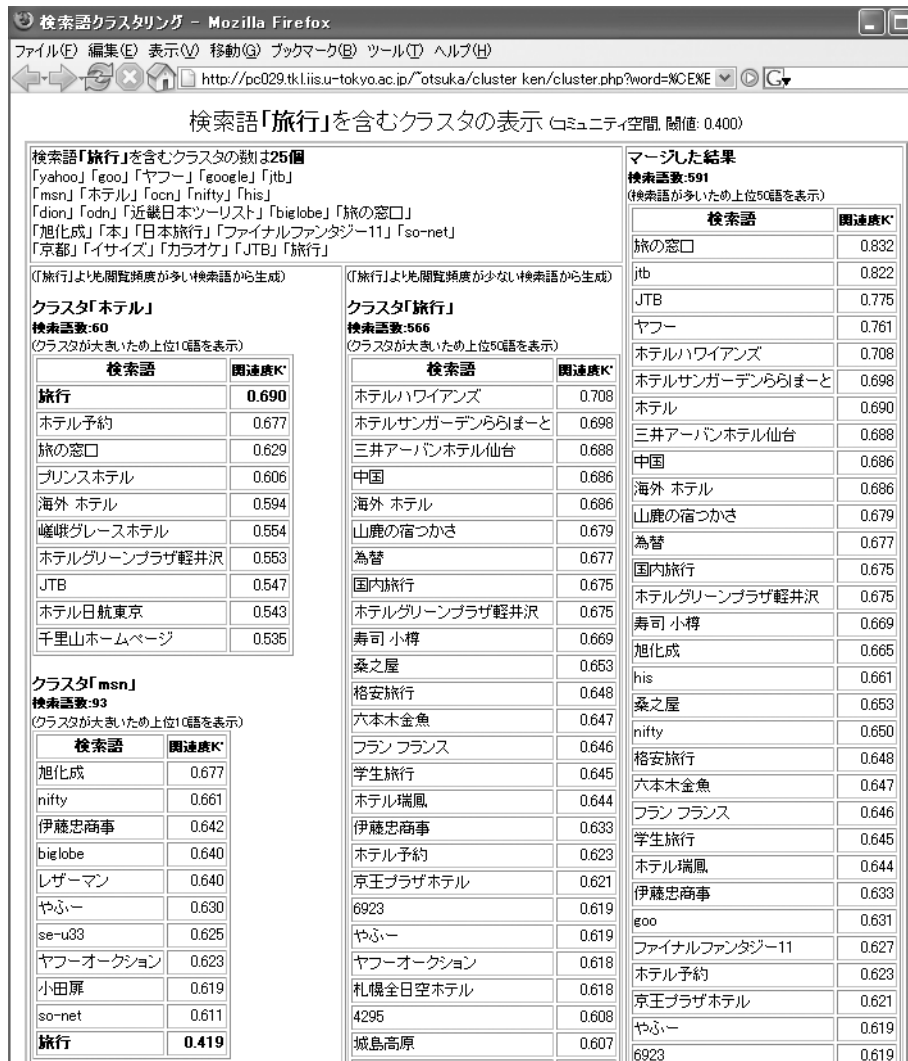 検索語クラスタリング - Mozilla Firefox
ファイル(F) 編集(E) 表示(V) 移動(G) ブックマーク(B) ツール(T) ヘルプ(H)
http://pc029.tkl.iis.u-tokyo.ac.jp/~otsuka/cluster ken/cluster.php?word=%CE%E
検索語「旅行」を含むクラスタの表示 (コミュニティ空間, 閾値: 0.400)
検索語「旅行」を含むクラスタの数は25個
「yahoo」「goo」「ヤフー」「google」「jtb」
「msn」「ホテル」「ocn」「nifty」「his」
「dion」「odn」「近畿日本ツーリスト」「biglobe」「旅の窓口」
「旭化成」「本」「日本旅行」「ファイナルファンタジー11」「so-net」
「京都」「イサイズ」「カラオケ」「JTB」「旅行」
(「旅行」よりも閲覧頻度が多い検索語から生成)
クラスタ「ホテル」
検索語数:60
(クラスタが大きいため上位10語を表示)
検索語 関連度K'
旅行 0.690
ホテル予約 0.677
旅の窓口 0.629
プリンスホテル 0.606
海外 ホテル 0.594
嵯峨グレースホテル 0.554
ホテルグリーンプラザ軽井沢 0.553
JTB 0.547
ホテル日航東京 0.543
千里山ホームページ 0.535
クラスタ「msn」
検索語数:93
(クラスタが大きいため上位10語を表示)
検索語 関連度K'
旭化成 0.677
nifty 0.661
伊藤忠商事 0.642
biglobe 0.640
レザーマン 0.640
やふー 0.630
se-u33 0.625
ヤフーオークション 0.623
小田扉 0.619
so-net 0.611
旅行 0.419
(「旅行」よりも閲覧頻度が少ない検索語から生成)
クラスタ「旅行」
検索語数:566
(クラスタが大きいため上位50語を表示)
検索語 関連度K'
ホテルハワイアンズ 0.708
ホテルサンガーデンららぽーと 0.698
三井アーバンホテル仙台 0.688
中国 0.686
海外 ホテル 0.686
山鹿の宿つかさ 0.679
為替 0.677
国内旅行 0.675
ホテルグリーンプラザ軽井沢 0.675
寿司 小樽 0.669
桑之屋 0.653
格安旅行 0.648
六本木金魚 0.647
フラン フランス 0.646
学生旅行 0.645
ホテル瑞鳳 0.644
伊藤忠商事 0.633
ホテル予約 0.623
京王プラザホテル 0.621
6923 0.619
やふー 0.619
ヤフーオークション 0.618
札幌全日空ホテル 0.618
4295 0.608
城島高原 0.607
マージした結果
検索語数:591
(検索語が多いため上位50語を表示)
検索語 関連度K'
旅の窓口 0.832
jtb 0.822
JTB 0.775
ヤフー 0.761
ホテルハワイアンズ 0.708
ホテルサンガーデンららぽーと 0.698
ホテル 0.690
三井アーバンホテル仙台 0.688
中国 0.686
海外 ホテル 0.686
山鹿の宿つかさ 0.679
為替 0.677
国内旅行 0.675
ホテルグリーンプラザ軽井沢 0.675
寿司 小樽 0.669
旭化成 0.665
his 0.661
桑之屋 0.653
nifty 0.650
格安旅行 0.648
六本木金魚 0.647
フラン フランス 0.646
学生旅行 0.645
ホテル瑞鳳 0.644
伊藤忠商事 0.633
goo 0.631
ファイナルファンタジー11 0.627
ホテル予約 0.623
京王プラザホテル 0.621
やふー 0.619
6923 0.619